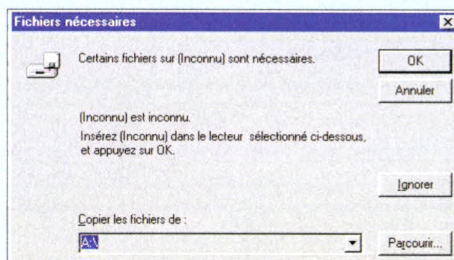 Fichiers nécessaires
Certains fichiers sur (Inconnu) sont nécessaires.
OK
Annuler
(Inconnu) est inconnu.
Insérez (Inconnu) dans le lecteur sélectionné ci-dessous,
et appuyez sur OK.
Ignorer
Copier les fichiers de :
A:\
Parcourir...